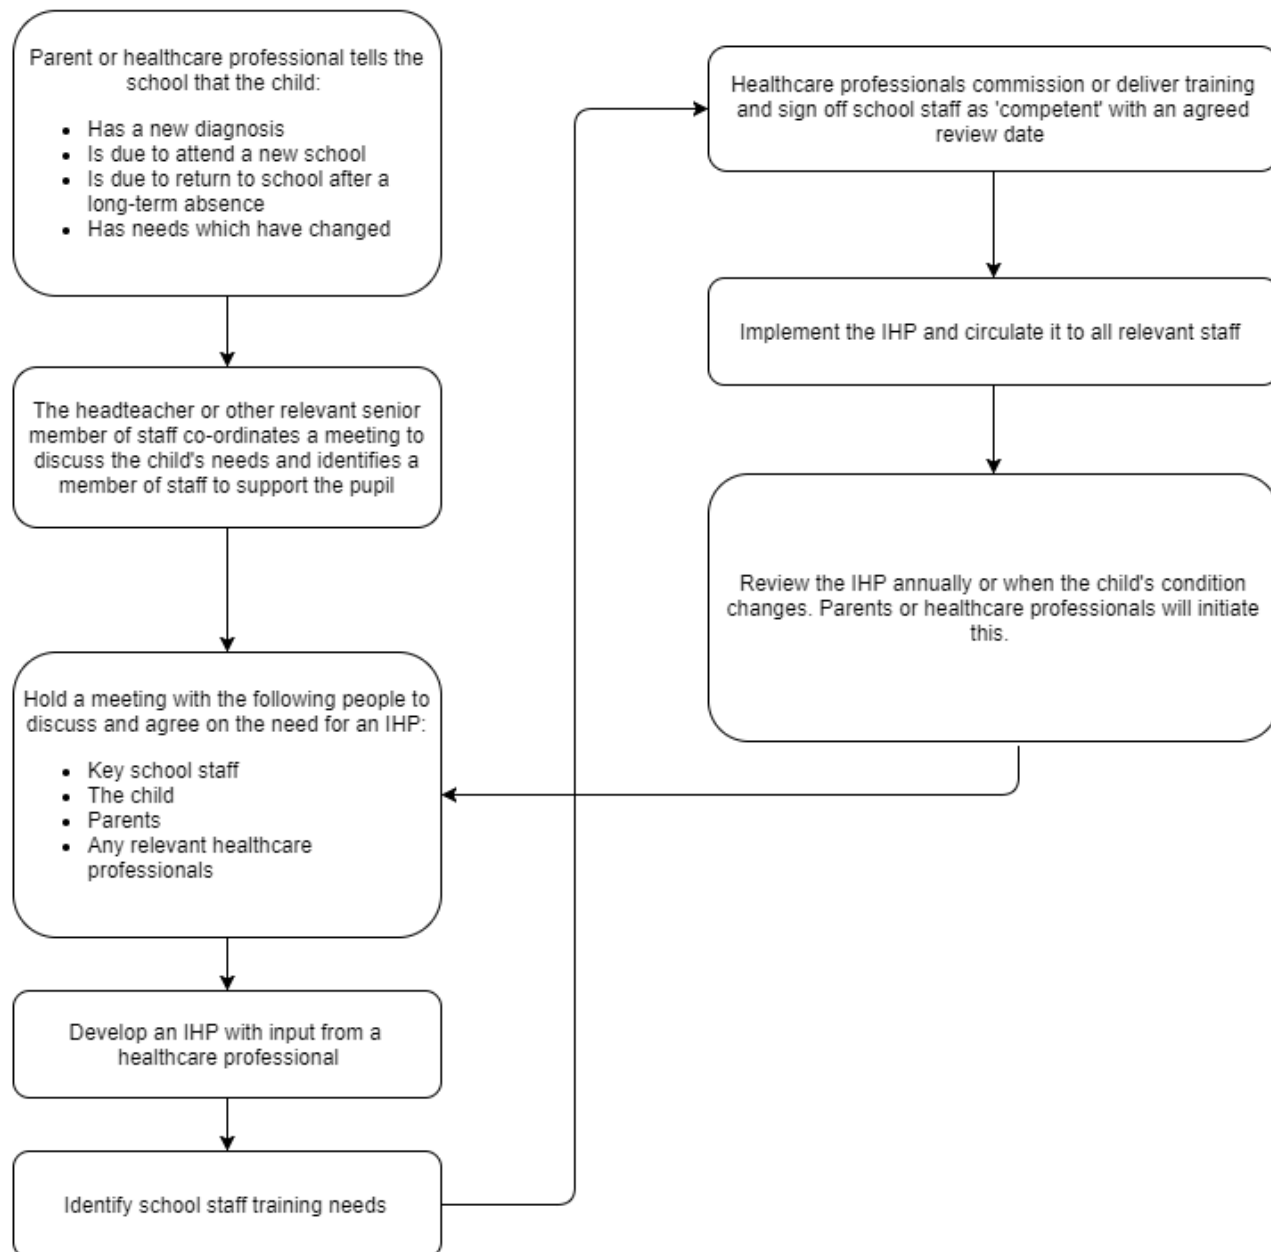 Parent or healthcare professional tells the
school that the child:
• Has a new diagnosis
• Is due to attend a new school
• Is due to return to school after a
long-term absence
• Has needs which have changed
The headteacher or other relevant senior
member of staff co-ordinates a meeting to
discuss the child's needs and identifies a
member of staff to support the pupil
Hold a meeting with the following people to
discuss and agree on the need for an IHP:
• Key school staff
• The child
• Parents
• Any relevant healthcare
professionals
Develop an IHP with input from a
healthcare professional
Identify school staff training needs
Healthcare professionals commission or deliver training
and sign off school staff as 'competent' with an agreed
review date
Implement the IHP and circulate it to all relevant staff
Review the IHP annually or when the child's condition
changes. Parents or healthcare professionals will initiate
this.